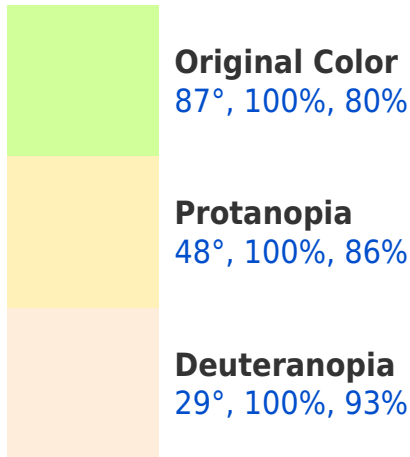 Original Color
87°, 100%, 80%
Protanopia
48°, 100%, 86%
Deuteranopia
29°, 100%, 93%